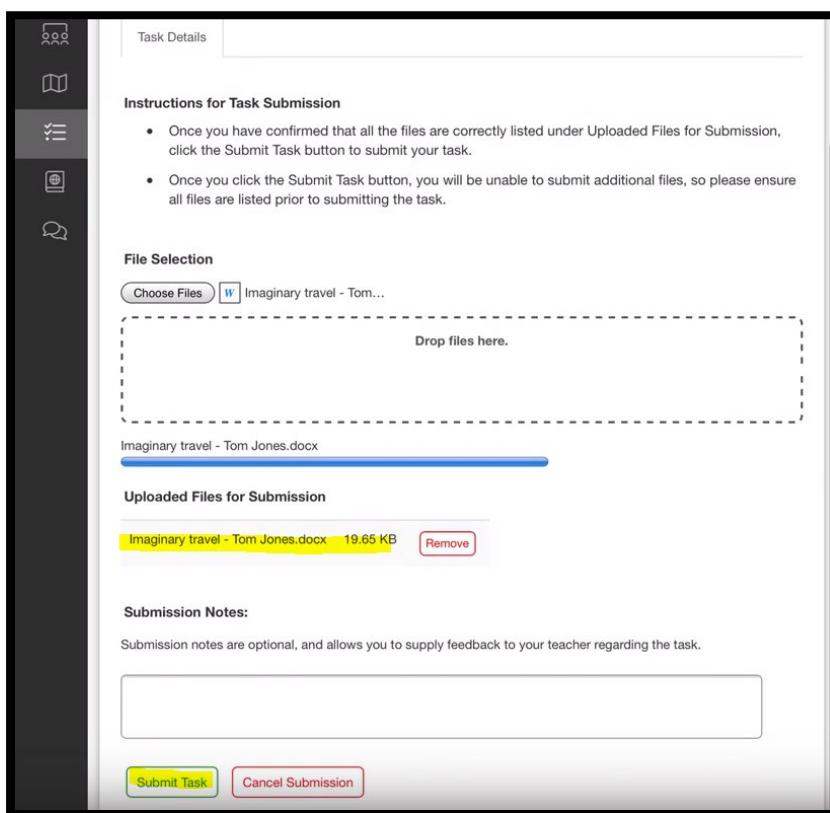 Task Details
Instructions for Task Submission
• Once you have confirmed that all the files are correctly listed under Uploaded Files for Submission,
click the Submit Task button to submit your task.
• Once you click the Submit Task button, you will be unable to submit additional files, so please ensure
all files are listed prior to submitting the task.
File Selection
Choose Files W Imaginary travel - Tom...
Drop files here.
Imaginary travel - Tom Jones.docx
Uploaded Files for Submission
Imaginary travel - Tom Jones.docx 19.65 KB Remove
Submission Notes:
Submission notes are optional, and allows you to supply feedback to your teacher regarding the task.
Submit Task Cancel Submission